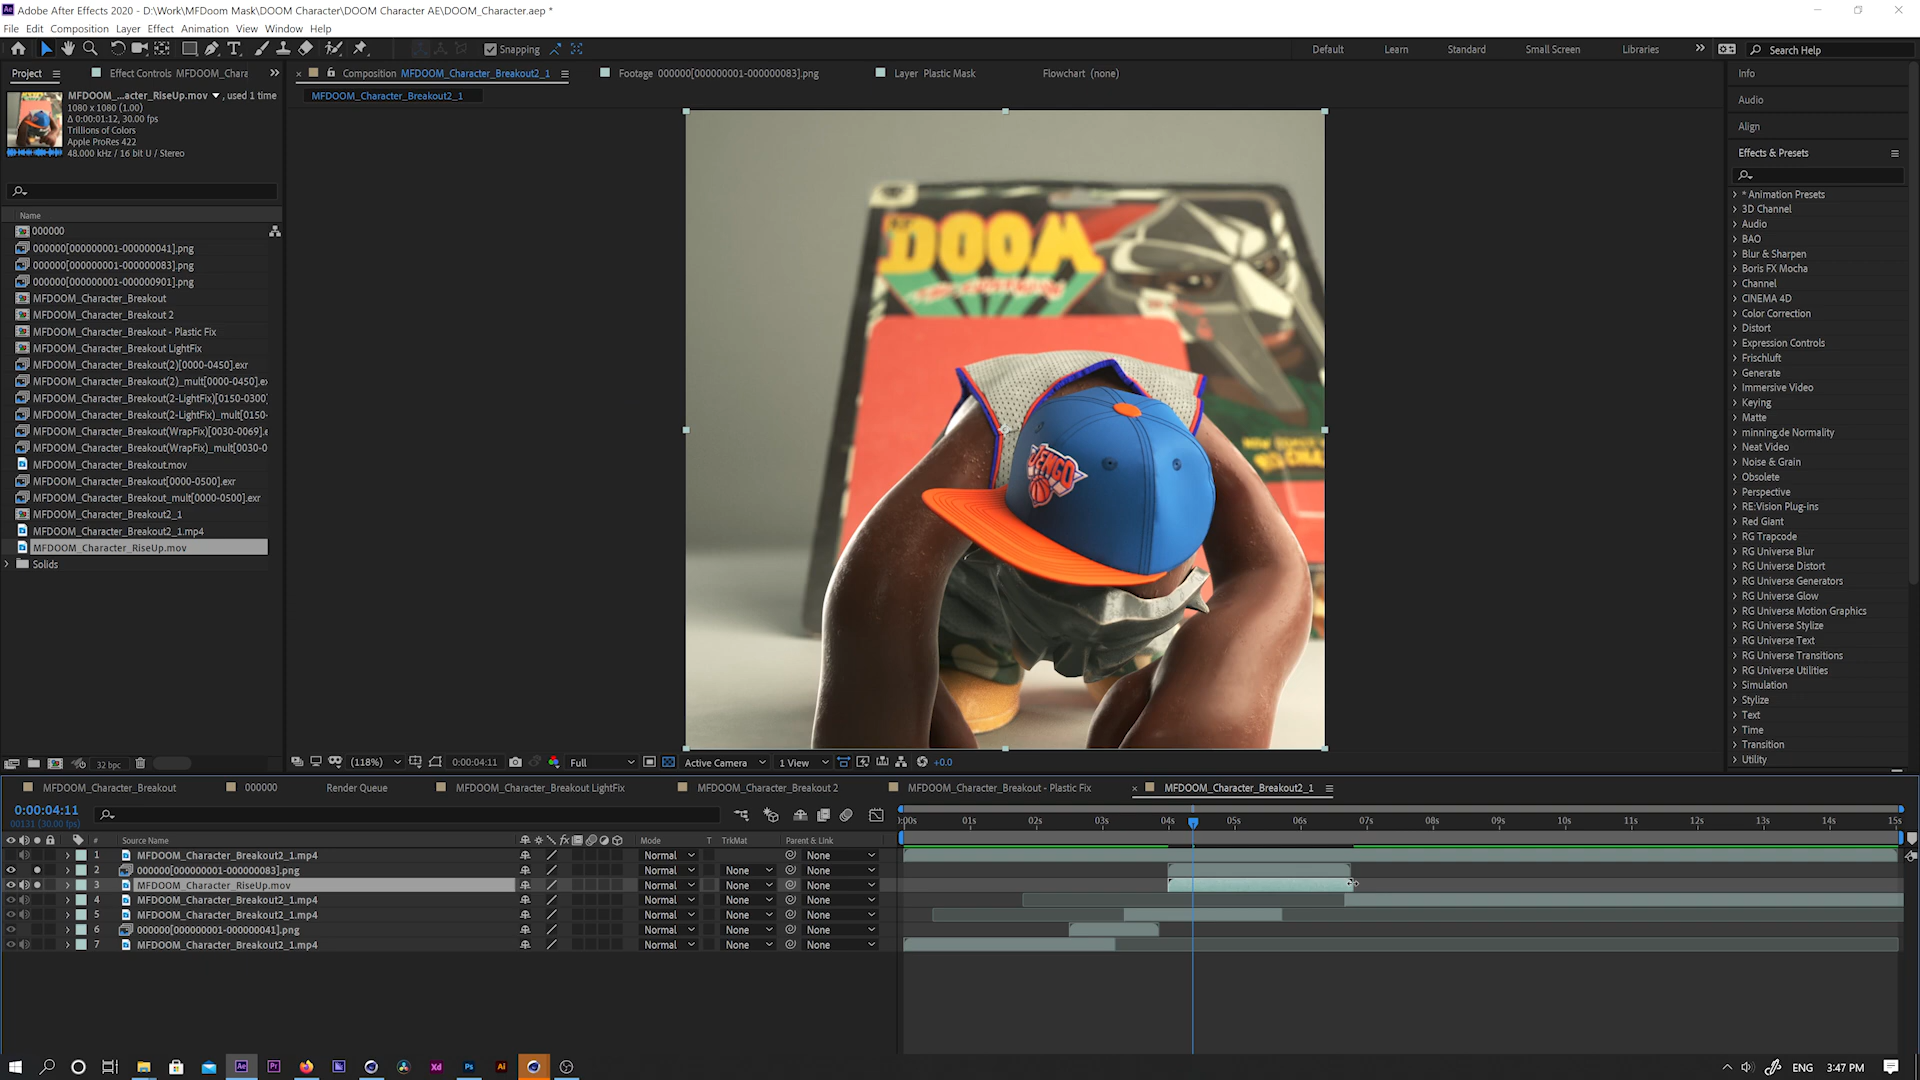 Adobe After Effects 2020 - D:\Work\MFDoom Mask\DOOM Character\DOOM Character AE\DOOM_Character.aep *
File Edit Composition Layer Effect Animation View Window Help
Snapping
Default Learn Standard Small Screen Libraries
Search Help
Project Effect Controls MFDOOM_Chara
Composition MFDOOM_Character_Breakout2_1 Footage 000000[000000001-000000083].png Layer Plastic Mask Flowchart (none)
MFDOOM_Character_Breakout2_1
MFDOOM_...acter_RiseUp.mov , used 1 time
1080 x 1080 (1.00)
Δ 0:00:01:12, 30.00 fps
Trillions of Colors
Apple ProRes 422
48.000 kHz / 16 bit U / Stereo
Name
000000
000000[000000001-000000041].png
000000[000000001-000000083].png
000000[000000001-000000901].png
MFDOOM_Character_Breakout
MFDOOM_Character_Breakout 2
MFDOOM_Character_Breakout - Plastic Fix
MFDOOM_Character_Breakout LightFix
MFDOOM_Character_Breakout(2)[0000-0450].exr
MFDOOM_Character_Breakout(2)_mult[0000-0450].ex
MFDOOM_Character_Breakout(2-LightFix)[0150-0300]
MFDOOM_Character_Breakout(2-LightFix)_mult[0150-
MFDOOM_Character_Breakout(WrapFix)[0030-0069].e
MFDOOM_Character_Breakout(WrapFix)_mult[0030-0
MFDOOM_Character_Breakout.mov
MFDOOM_Character_Breakout[0000-0500].exr
MFDOOM_Character_Breakout_mult[0000-0500].exr
MFDOOM_Character_Breakout2_1
MFDOOM_Character_Breakout2_1.mp4
MFDOOM_Character_RiseUp.mov
Solids
32 bpc
DOOM
JENGO
(118%) 0:00:04:11 Full Active Camera 1 View +0.0
Info
Audio
Align
Effects & Presets
* Animation Presets
3D Channel
Audio
BAO
Blur & Sharpen
Boris FX Mocha
Channel
CINEMA 4D
Color Correction
Distort
Expression Controls
Frischluft
Generate
Immersive Video
Keying
Matte
minning.de Normality
Neat Video
Noise & Grain
Obsolete
Perspective
RE:Vision Plug-ins
Red Giant
RG Trapcode
RG Universe Blur
RG Universe Distort
RG Universe Generators
RG Universe Glow
RG Universe Motion Graphics
RG Universe Stylize
RG Universe Text
RG Universe Transitions
RG Universe Utilities
Simulation
Stylize
Text
Time
Transition
Utility
MFDOOM_Character_Breakout 000000 Render Queue MFDOOM_Character_Breakout LightFix MFDOOM_Character_Breakout 2 MFDOOM_Character_Breakout - Plastic Fix MFDOOM_Character_Breakout2_1
0:00:04:11
00131 (30.00 fps)
:00s 01s 02s 03s 04s 05s 06s 07s 08s 09s 10s 11s 12s 13s 14s 15s
# Source Name Mode T TrkMat Parent & Link
1 MFDOOM_Character_Breakout2_1.mp4 Normal None
2 000000[000000001-000000083].png Normal None None
3 MFDOOM_Character_RiseUp.mov Normal None None
4 MFDOOM_Character_Breakout2_1.mp4 Normal None None
5 MFDOOM_Character_Breakout2_1.mp4 Normal None None
6 000000[000000001-000000041].png Normal None None
7 MFDOOM_Character_Breakout2_1.mp4 Normal None None
Ae Pr Xd Ps Ai
ENG 3:47 PM